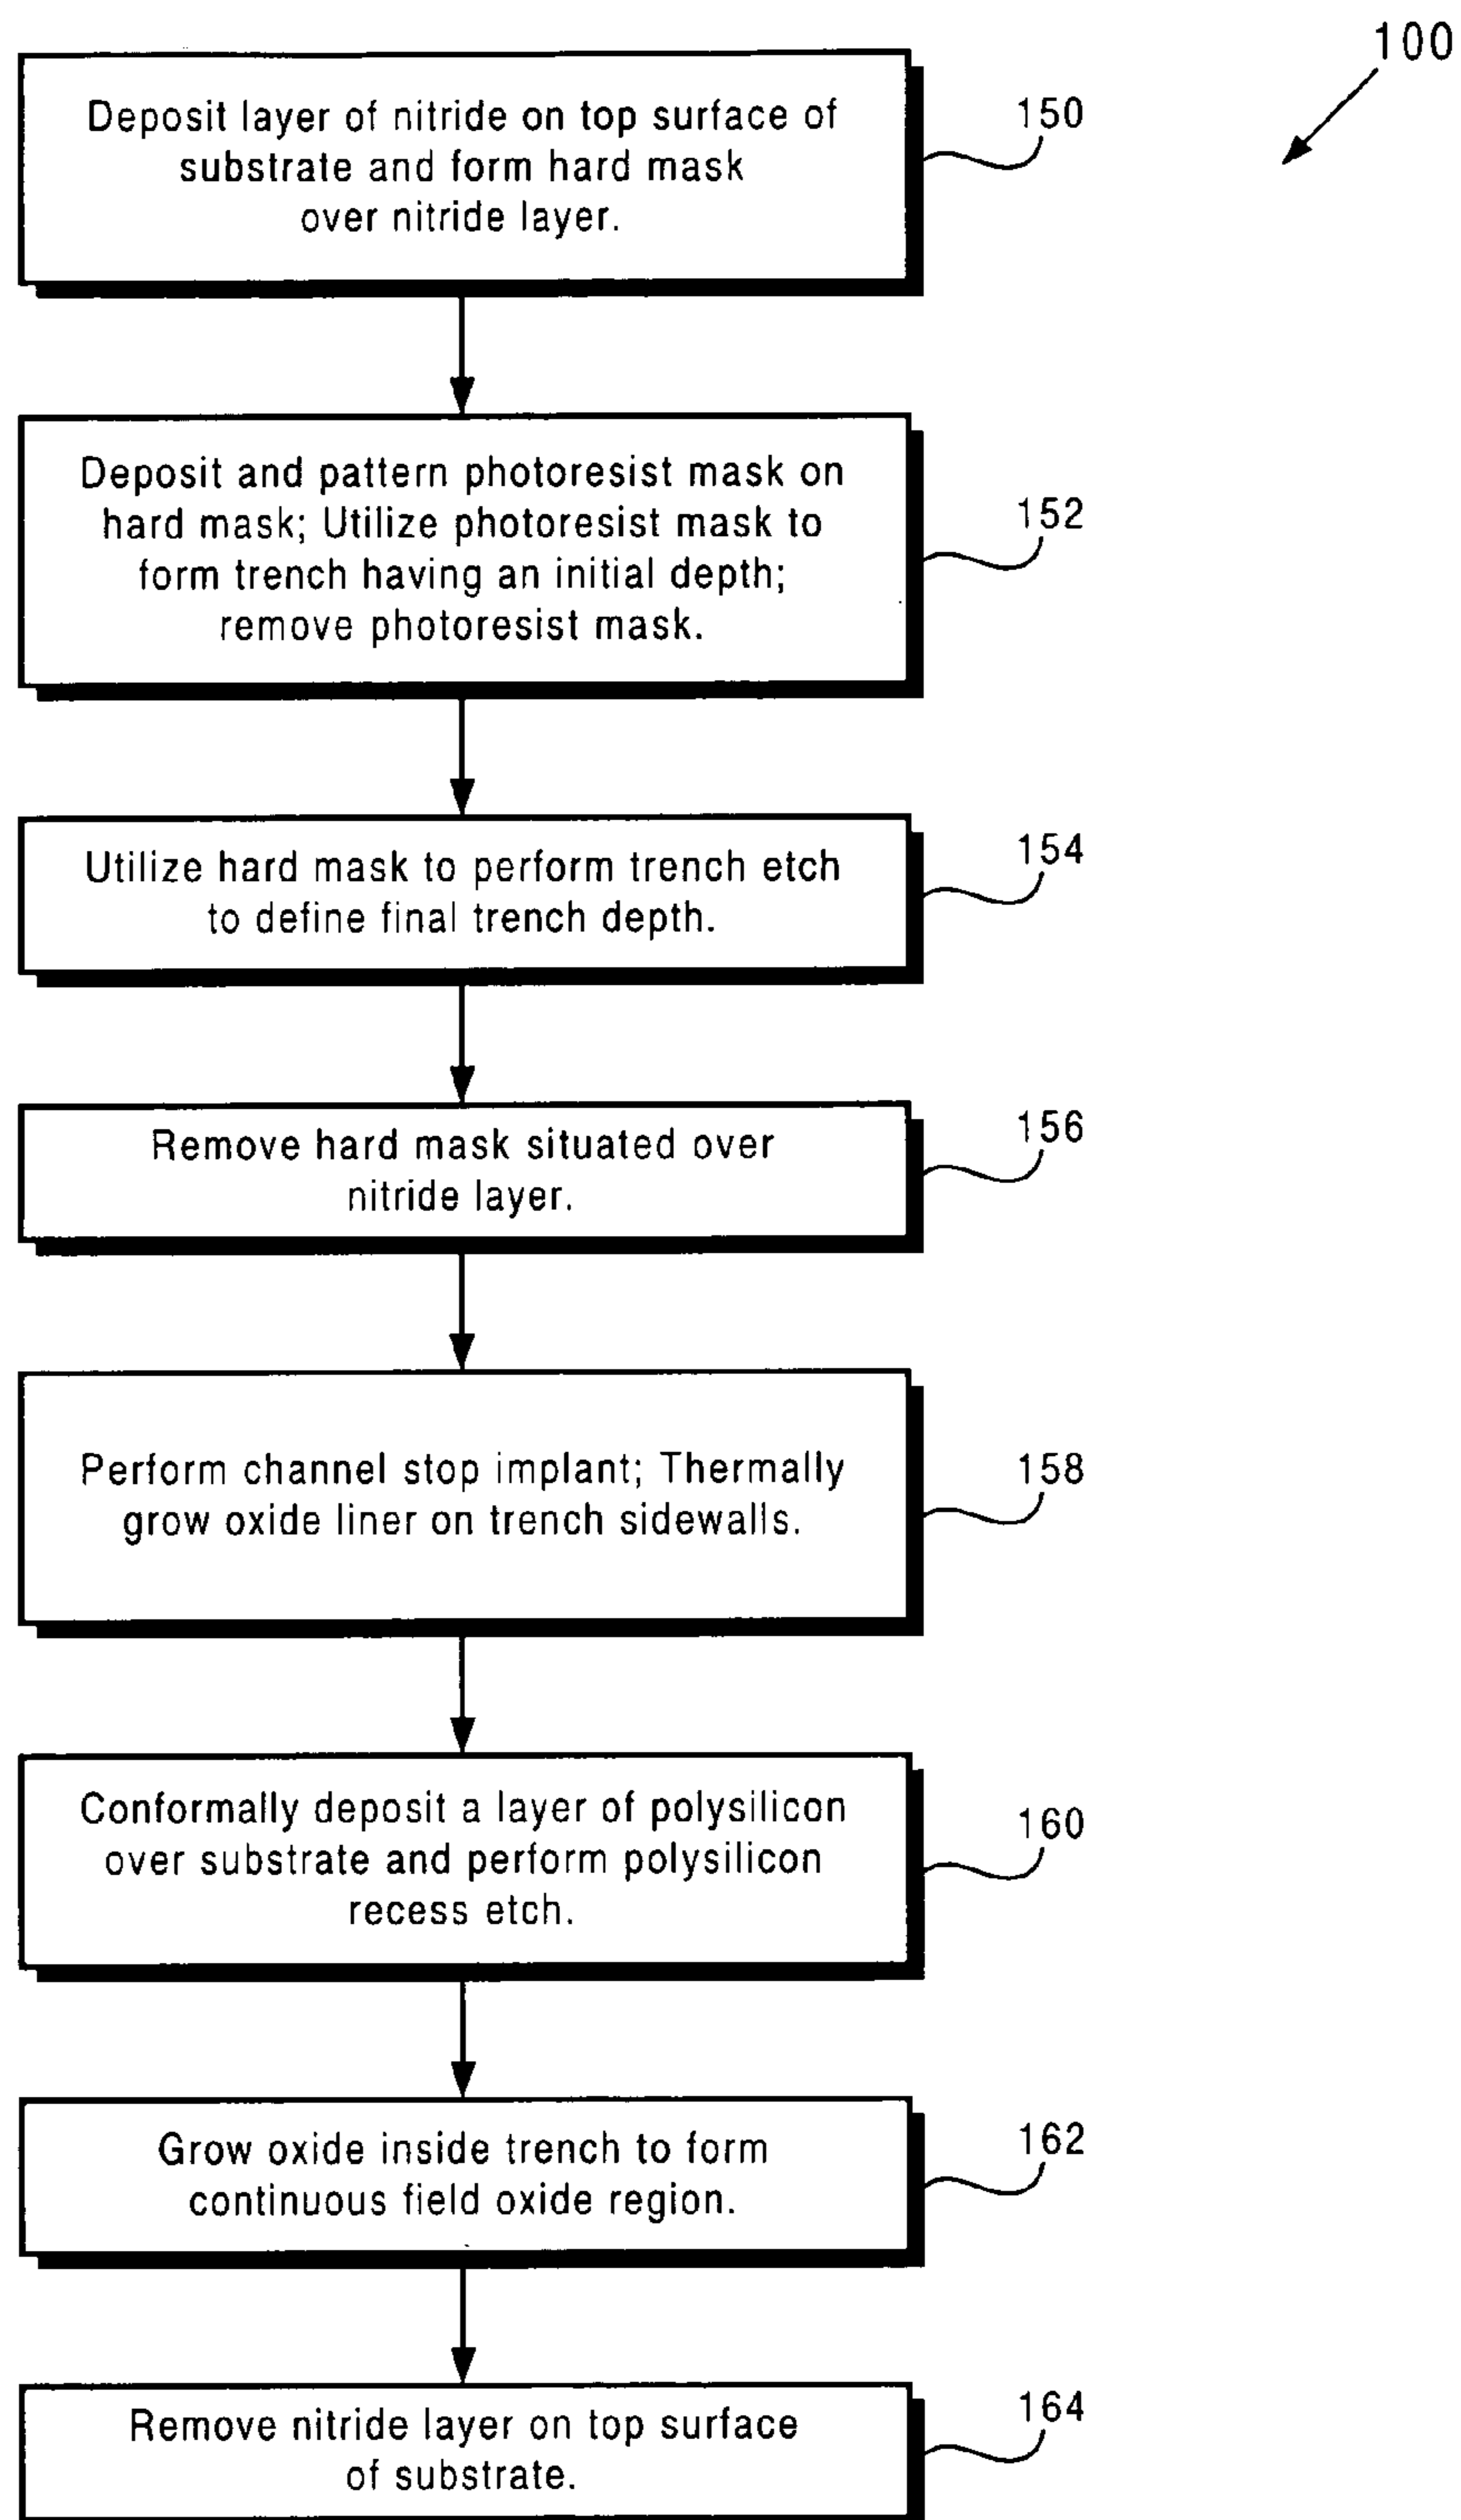 100
Deposit layer of nitride on top surface of
substrate and form hard mask
over nitride layer.
150
Deposit and pattern photoresist mask on
hard mask; Utilize photoresist mask to
form trench having an initial depth;
remove photoresist mask.
152
Utilize hard mask to perform trench etch
to define final trench depth.
154
Remove hard mask situated over
nitride layer.
156
Perform channel stop implant; Thermally
grow oxide liner on trench sidewalls.
158
Conformally deposit a layer of polysilicon
over substrate and perform polysilicon
recess etch.
160
Grow oxide inside trench to form
continuous field oxide region.
162
Remove nitride layer on top surface
of substrate.
164